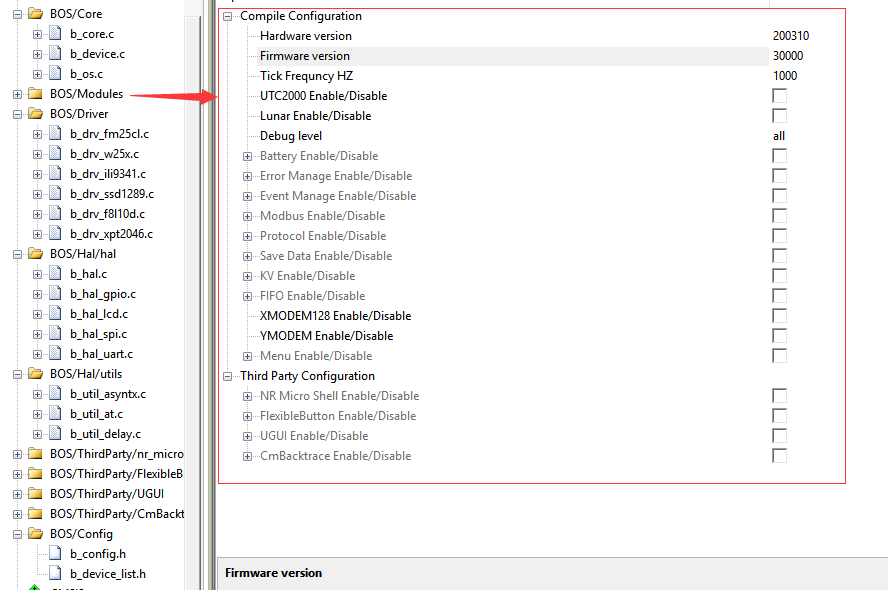 BOS/Core
b_core.c
b_device.c
b_os.c
BOS/Modules
BOS/Driver
b_drv_fm25cl.c
b_drv_w25x.c
b_drv_ili9341.c
b_drv_ssd1289.c
b_drv_f8l10d.c
b_drv_xpt2046.c
BOS/Hal/hal
b_hal.c
b_hal_gpio.c
b_hal_lcd.c
b_hal_spi.c
b_hal_uart.c
BOS/Hal/utils
b_util_asyntx.c
b_util_at.c
b_util_delay.c
BOS/ThirdParty/nr_micro
BOS/ThirdParty/FlexibleB
BOS/ThirdParty/UGUI
BOS/ThirdParty/CmBackt
BOS/Config
b_config.h
b_device_list.h
Compile Configuration
Hardware version 200310
Firmware version 30000
Tick Frequncy HZ 1000
UTC2000 Enable/Disable
Lunar Enable/Disable
Debug level all
Battery Enable/Disable
Error Manage Enable/Disable
Event Manage Enable/Disable
Modbus Enable/Disable
Protocol Enable/Disable
Save Data Enable/Disable
KV Enable/Disable
FIFO Enable/Disable
XMODEM128 Enable/Disable
YMODEM Enable/Disable
Menu Enable/Disable
Third Party Configuration
NR Micro Shell Enable/Disable
FlexibleButton Enable/Disable
UGUI Enable/Disable
CmBacktrace Enable/Disable
Firmware version